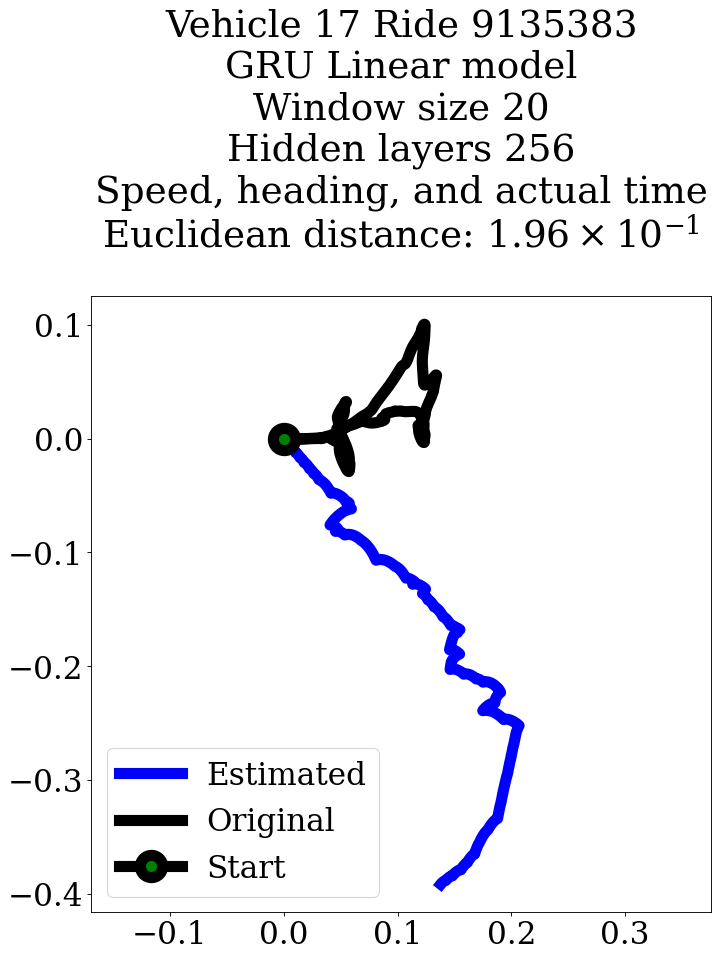 Vehicle 17 Ride 9135383
GRU Linear model
Window size 20
Hidden layers 256
Speed, heading, and actual time
Euclidean distance: 1.96 × 10⁻¹
0.1
0.0
−0.1
−0.2
−0.3
−0.4
Estimated
Original
Start
−0.1 0.0 0.1 0.2 0.3